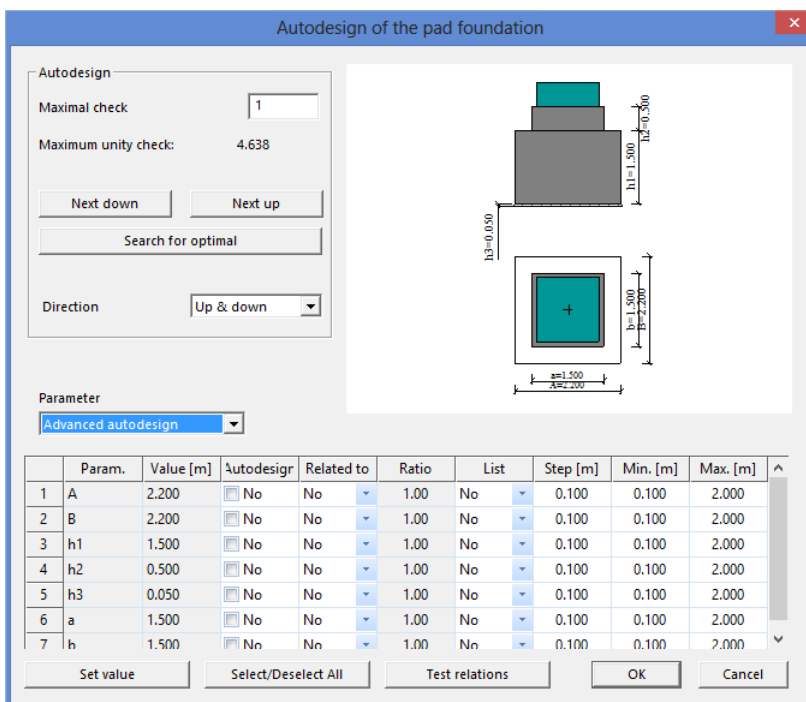 Autodesign of the pad foundation
Autodesign
Maximal check 1
Maximum unity check: 4.638
Next down Next up
Search for optimal
Direction Up & down
h2=0.500
h1=1.500
h3=0.050
b=1.500
B=2.200
a=1.500
A=2.200
Parameter
Advanced autodesign
Param. Value [m] Autodesign Related to Ratio List Step [m] Min. [m] Max. [m]
1 A 2.200 No No 1.00 No 0.100 0.100 2.000
2 B 2.200 No No 1.00 No 0.100 0.100 2.000
3 h1 1.500 No No 1.00 No 0.100 0.100 2.000
4 h2 0.500 No No 1.00 No 0.100 0.100 2.000
5 h3 0.050 No No 1.00 No 0.100 0.100 2.000
6 a 1.500 No No 1.00 No 0.100 0.100 2.000
7 b 1.500 No No 1.00 No 0.100 0.100 2.000
Set value Select/Deselect All Test relations OK Cancel